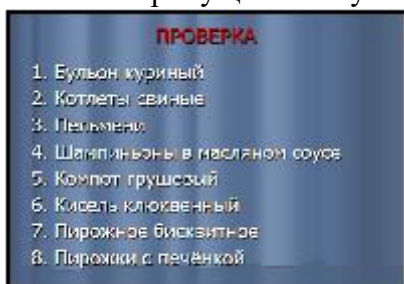 ПРОВЕРКА
1. Бульон куриный
2. Котлеты свиные
3. Пельмени
4. Шампиньоны в масляном соусе
5. Компот грушевый
6. Кисель клюквенный
7. Пирожное бисквитное
8. Пирожки с печёнкой